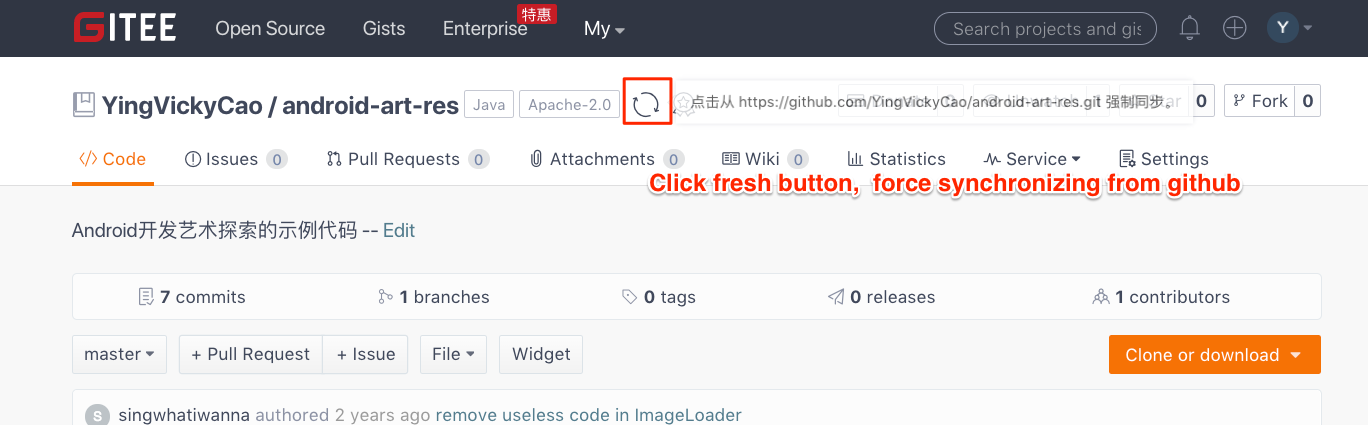 GITEE Open Source Gists Enterprise 特惠 My Search projects and gis Y
YingVickyCao / android-art-res Java Apache-2.0 点击从 https://github.com/YingVickyCao/android-art-res.git 强制同步。 0 Fork 0
Code Issues 0 Pull Requests 0 Attachments 0 Wiki 0 Statistics Service Settings
Click fresh button, force synchronizing from github
Android开发艺术探索的示例代码 -- Edit
7 commits 1 branches 0 tags 0 releases 1 contributors
master + Pull Request + Issue File Widget Clone or download
S singwhatiwanna authored 2 years ago remove useless code in ImageLoader